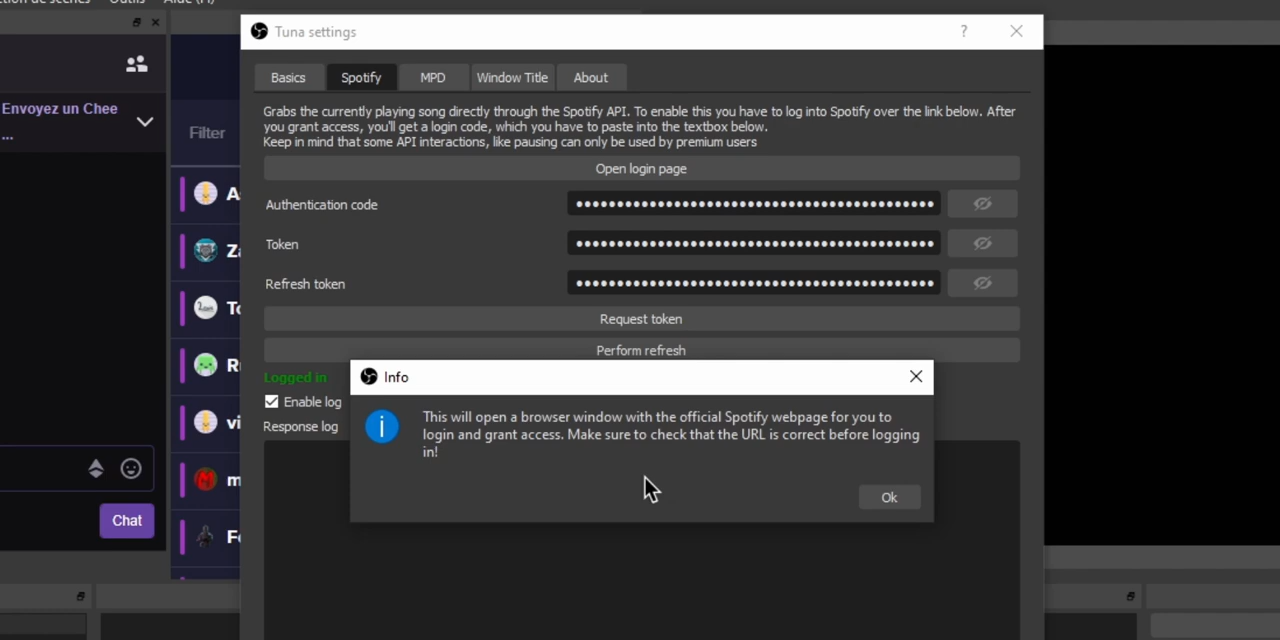 Outils
Tuna settings
?
Envoyez un Chee
...
Filter
Chat
Basics
Spotify
MPD
Window Title
About
Grabs the currently playing song directly through the Spotify API. To enable this you have to log into Spotify over the link below. After
you grant access, you'll get a login code, which you have to paste into the textbox below.
Keep in mind that some API interactions, like pausing can only be used by premium users
Open login page
Authentication code
Token
Refresh token
Request token
Perform refresh
Logged in
Enable log
Response log
Info
This will open a browser window with the official Spotify webpage for you to
login and grant access. Make sure to check that the URL is correct before logging
in!
Ok